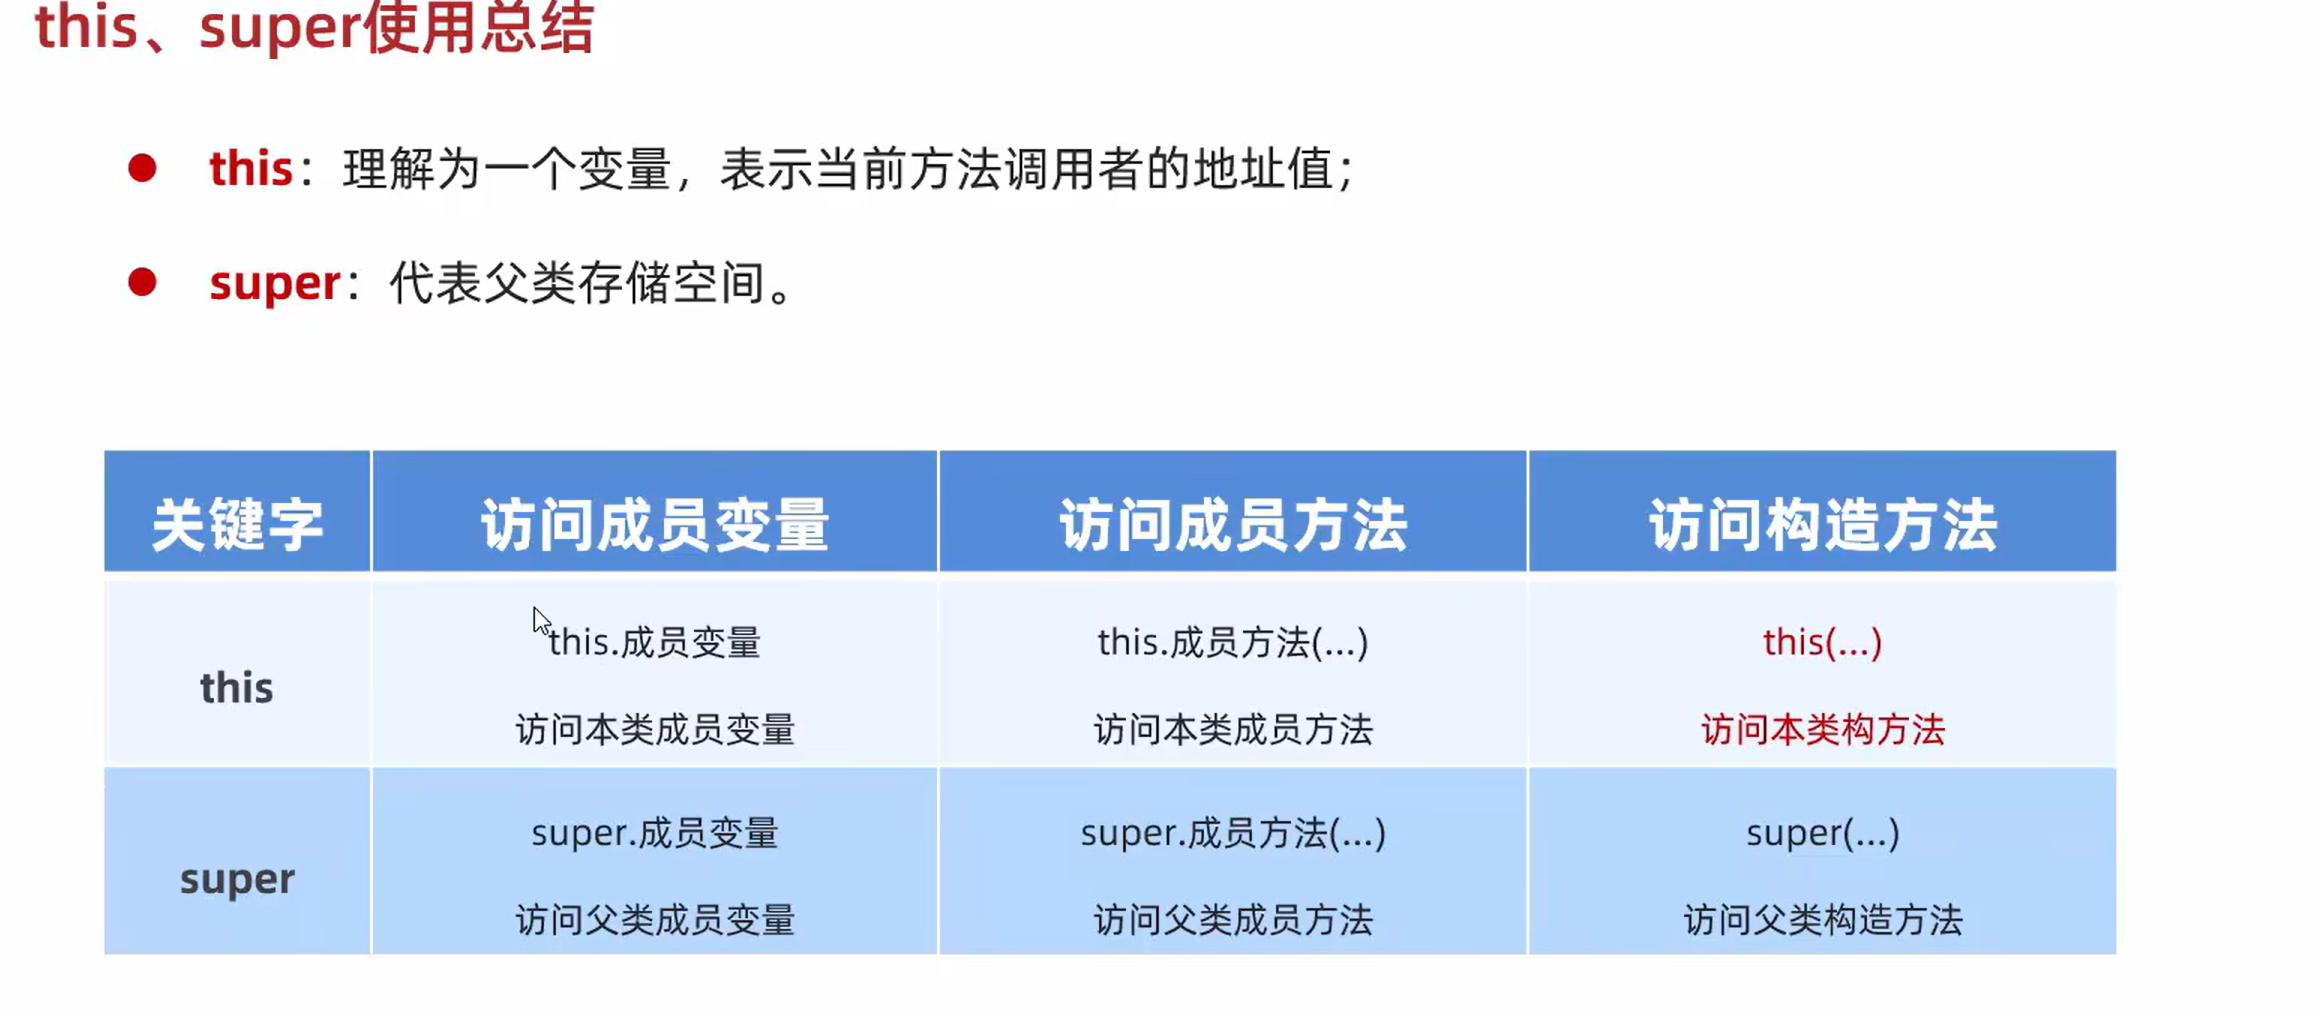 this、super使用总结
this：理解为一个变量，表示当前方法调用者的地址值；
super：代表父类存储空间。
关键字 访问成员变量 访问成员方法 访问构造方法
this.成员变量 this.成员方法(...) this(...)
this
访问本类成员变量 访问本类成员方法 访问本类构方法
super.成员变量 super.成员方法(...) super(...)
super
访问父类成员变量 访问父类成员方法 访问父类构造方法